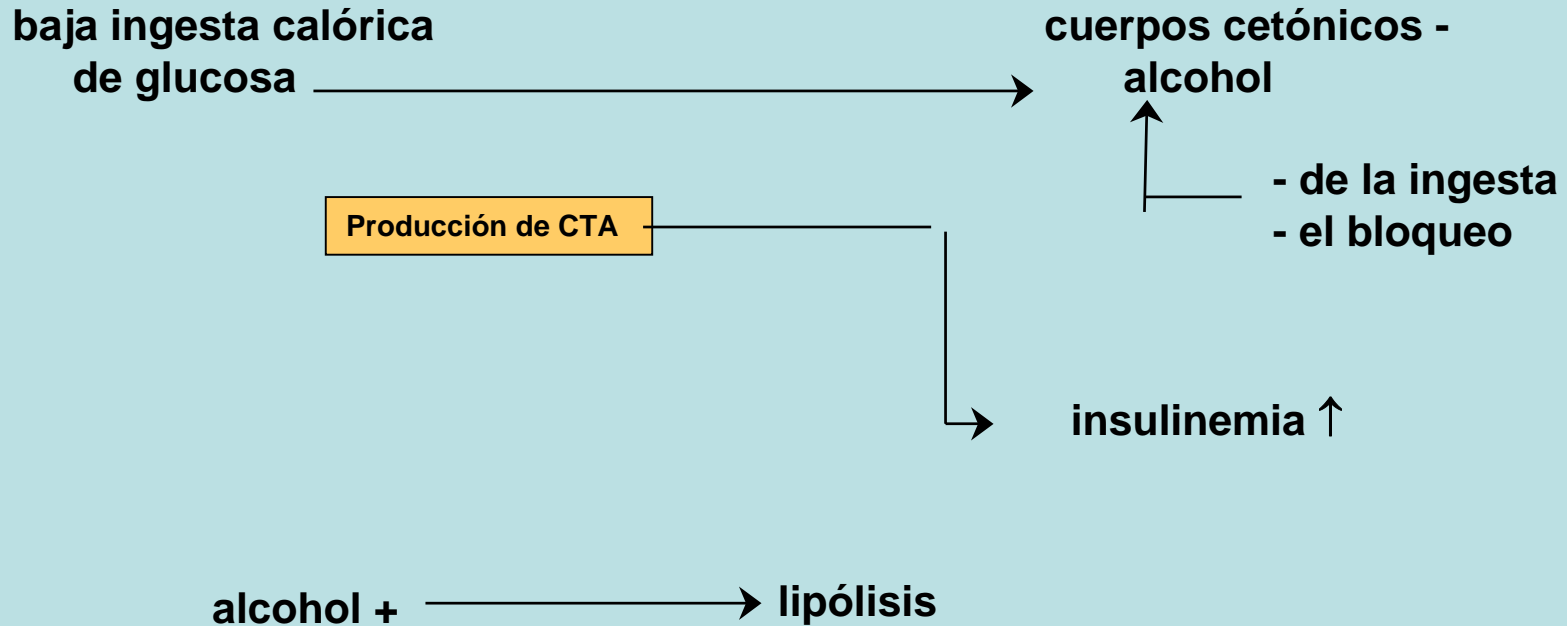 baja ingesta calórica
de glucosa
cuerpos cetónicos -
alcohol
- de la ingesta
- el bloqueo
Producción de CTA
insulinemia ↑
alcohol +
lipólisis